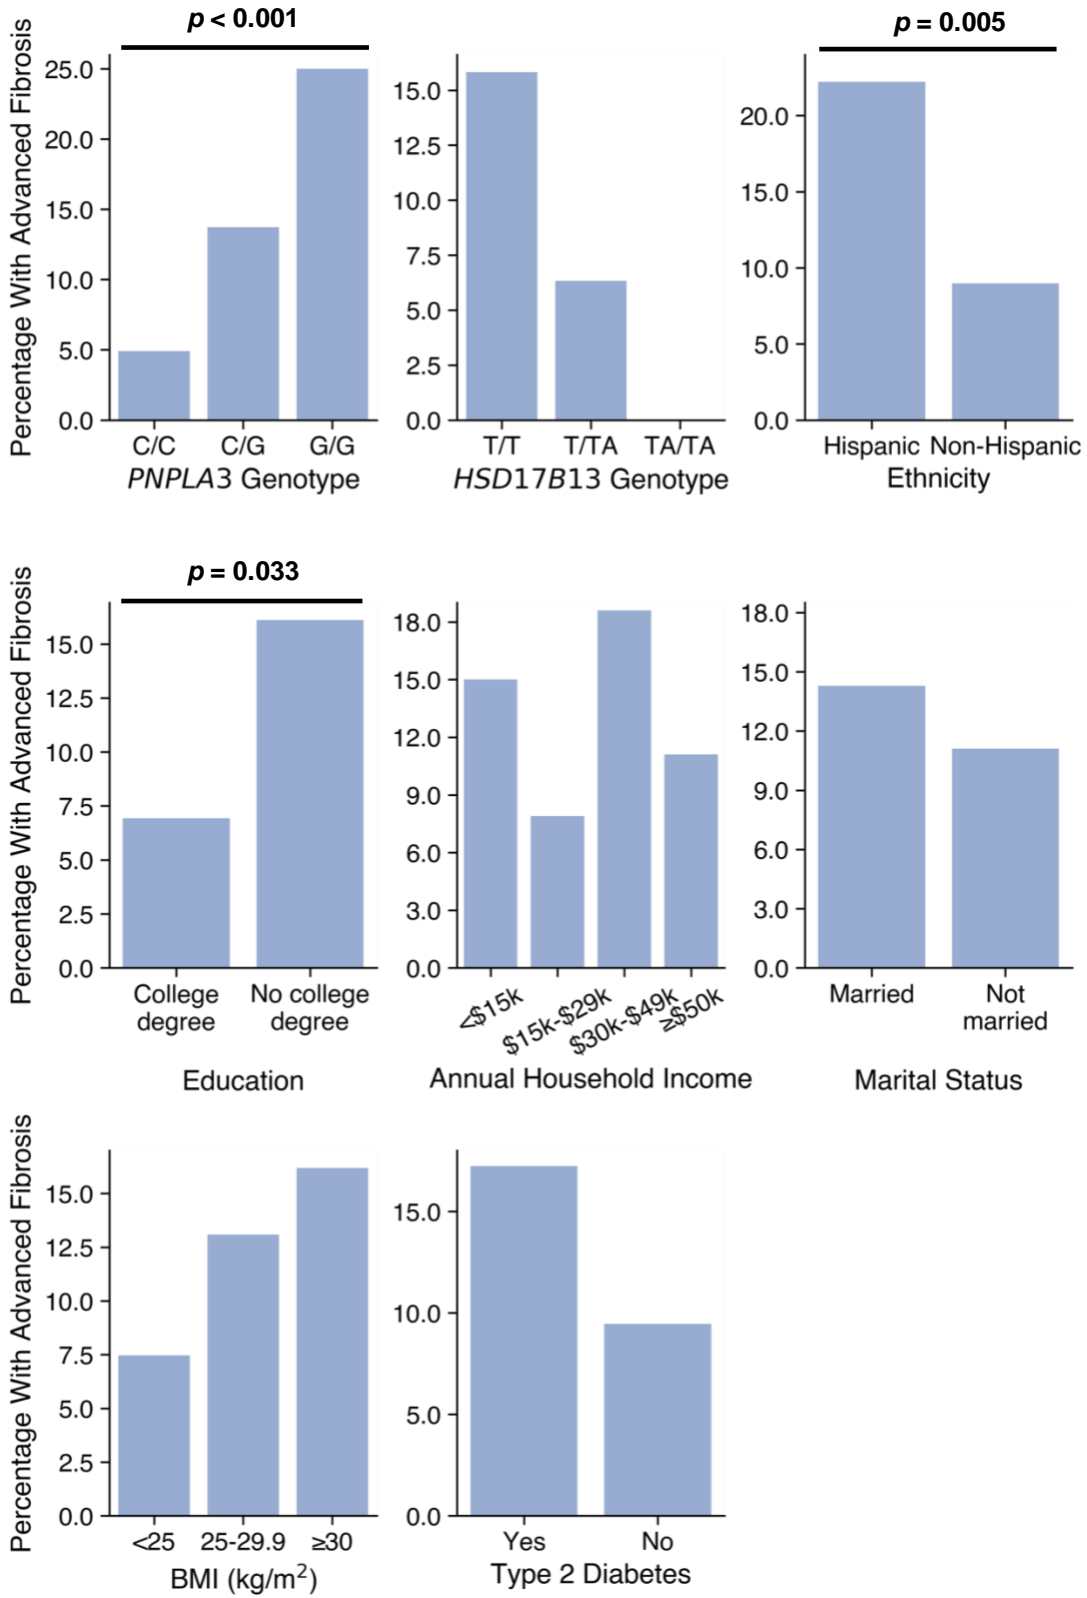 p < 0.001
Percentage With Advanced Fibrosis
25.0
20.0
15.0
10.0
5.0
0.0
C/C C/G G/G
PNPLA3 Genotype
15.0
12.5
10.0
7.5
5.0
2.5
0.0
T/T T/TA TA/TA
HSD17B13 Genotype
p = 0.005
20.0
15.0
10.0
5.0
0.0
Hispanic Non-Hispanic
Ethnicity
p = 0.033
Percentage With Advanced Fibrosis
15.0
12.5
10.0
7.5
5.0
2.5
0.0
College degree
No college degree
Education
18.0
15.0
12.0
9.0
6.0
3.0
0.0
<$15k
$15k-$29k
$30k-$49k
≥$50k
Annual Household Income
18.0
15.0
12.0
9.0
6.0
3.0
0.0
Married
Not married
Marital Status
Percentage With Advanced Fibrosis
15.0
12.5
10.0
7.5
5.0
2.5
0.0
<25 25-29.9 ≥30
BMI (kg/m²)
15.0
10.0
5.0
0.0
Yes No
Type 2 Diabetes